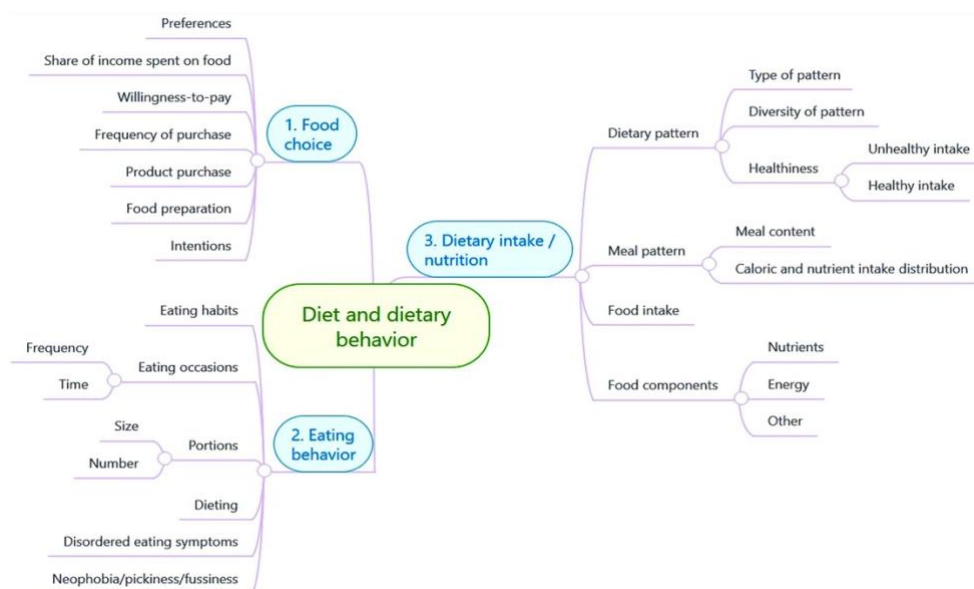 Preferences
Share of income spent on food
Willingness-to-pay
Frequency of purchase
Product purchase
Food preparation
Intentions
1. Food
choice
Eating habits
Eating occasions
Frequency
Time
Portions
Size
Number
Dieting
Disordered eating symptoms
Neophobia/pickiness/fussiness
2. Eating
behavior
Diet and dietary
behavior
3. Dietary intake /
nutrition
Dietary pattern
Type of pattern
Diversity of pattern
Healthiness
Unhealthy intake
Healthy intake
Meal pattern
Meal content
Caloric and nutrient intake distribution
Food intake
Food components
Nutrients
Energy
Other